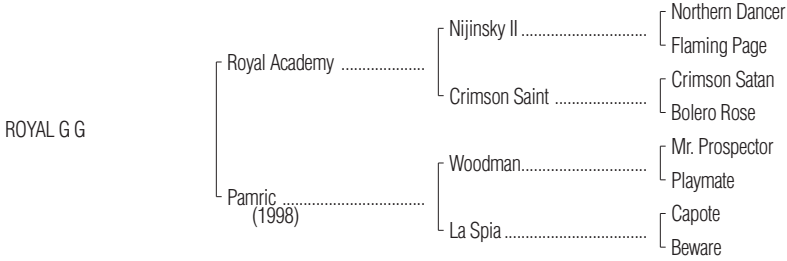 Northern Dancer
Nijinsky II
Flaming Page
Royal Academy
Crimson Satan
Crimson Saint
Bolero Rose
ROYAL G G
Mr. Prospector
Woodman
Playmate
Pamric
(1998)
Capote
La Spia
Beware